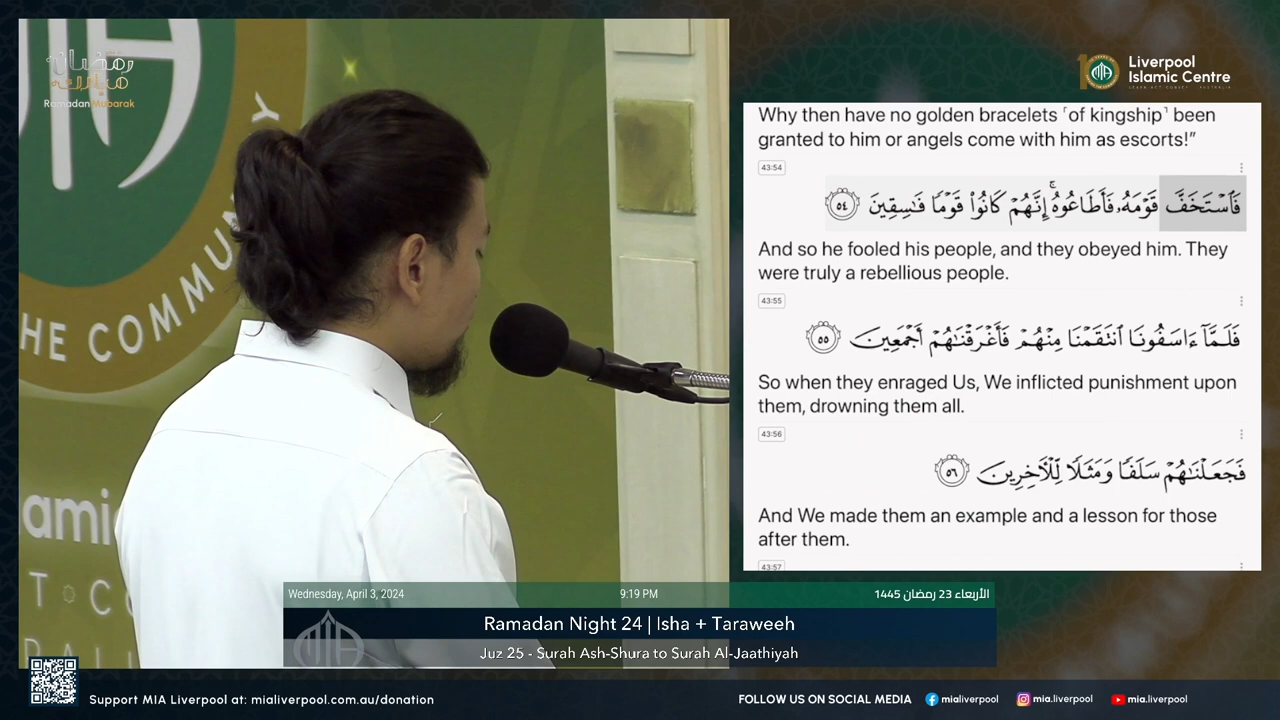 رمضان مبارك
Ramadan Mubarak
HE COMMUNITY
ami
T C
Liverpool
Islamic Centre
Why then have no golden bracelets ˹of kingship˺ been
granted to him or angels come with him as escorts!”
43:54
فَٱسْتَخَفَّ قَوْمَهُۥ فَأَطَاعُوهُ ۚ إِنَّهُمْ كَانُوا۟ قَوْمًا فَـٰسِقِينَ ٥٤
And so he fooled his people, and they obeyed him. They
were truly a rebellious people.
43:55
فَلَمَّآ ءَاسَفُونَا ٱنتَقَمْنَا مِنْهُمْ فَأَغْرَقْنَـٰهُمْ أَجْمَعِينَ ٥٥
So when they enraged Us, We inflicted punishment upon
them, drowning them all.
43:56
فَجَعَلْنَـٰهُمْ سَلَفًا وَمَثَلًا لِّلْـَٔاخِرِينَ ٥٦
And We made them an example and a lesson for those
after them.
43:57
Wednesday, April 3, 2024 9:19 PM الأربعاء 23 رمضان 1445
Ramadan Night 24 | Isha + Taraweeh
Juz 25 - Surah Ash-Shura to Surah Al-Jaathiyah
Support MIA Liverpool at: mialiverpool.com.au/donation
FOLLOW US ON SOCIAL MEDIA mialiverpool mia.liverpool mia.liverpool